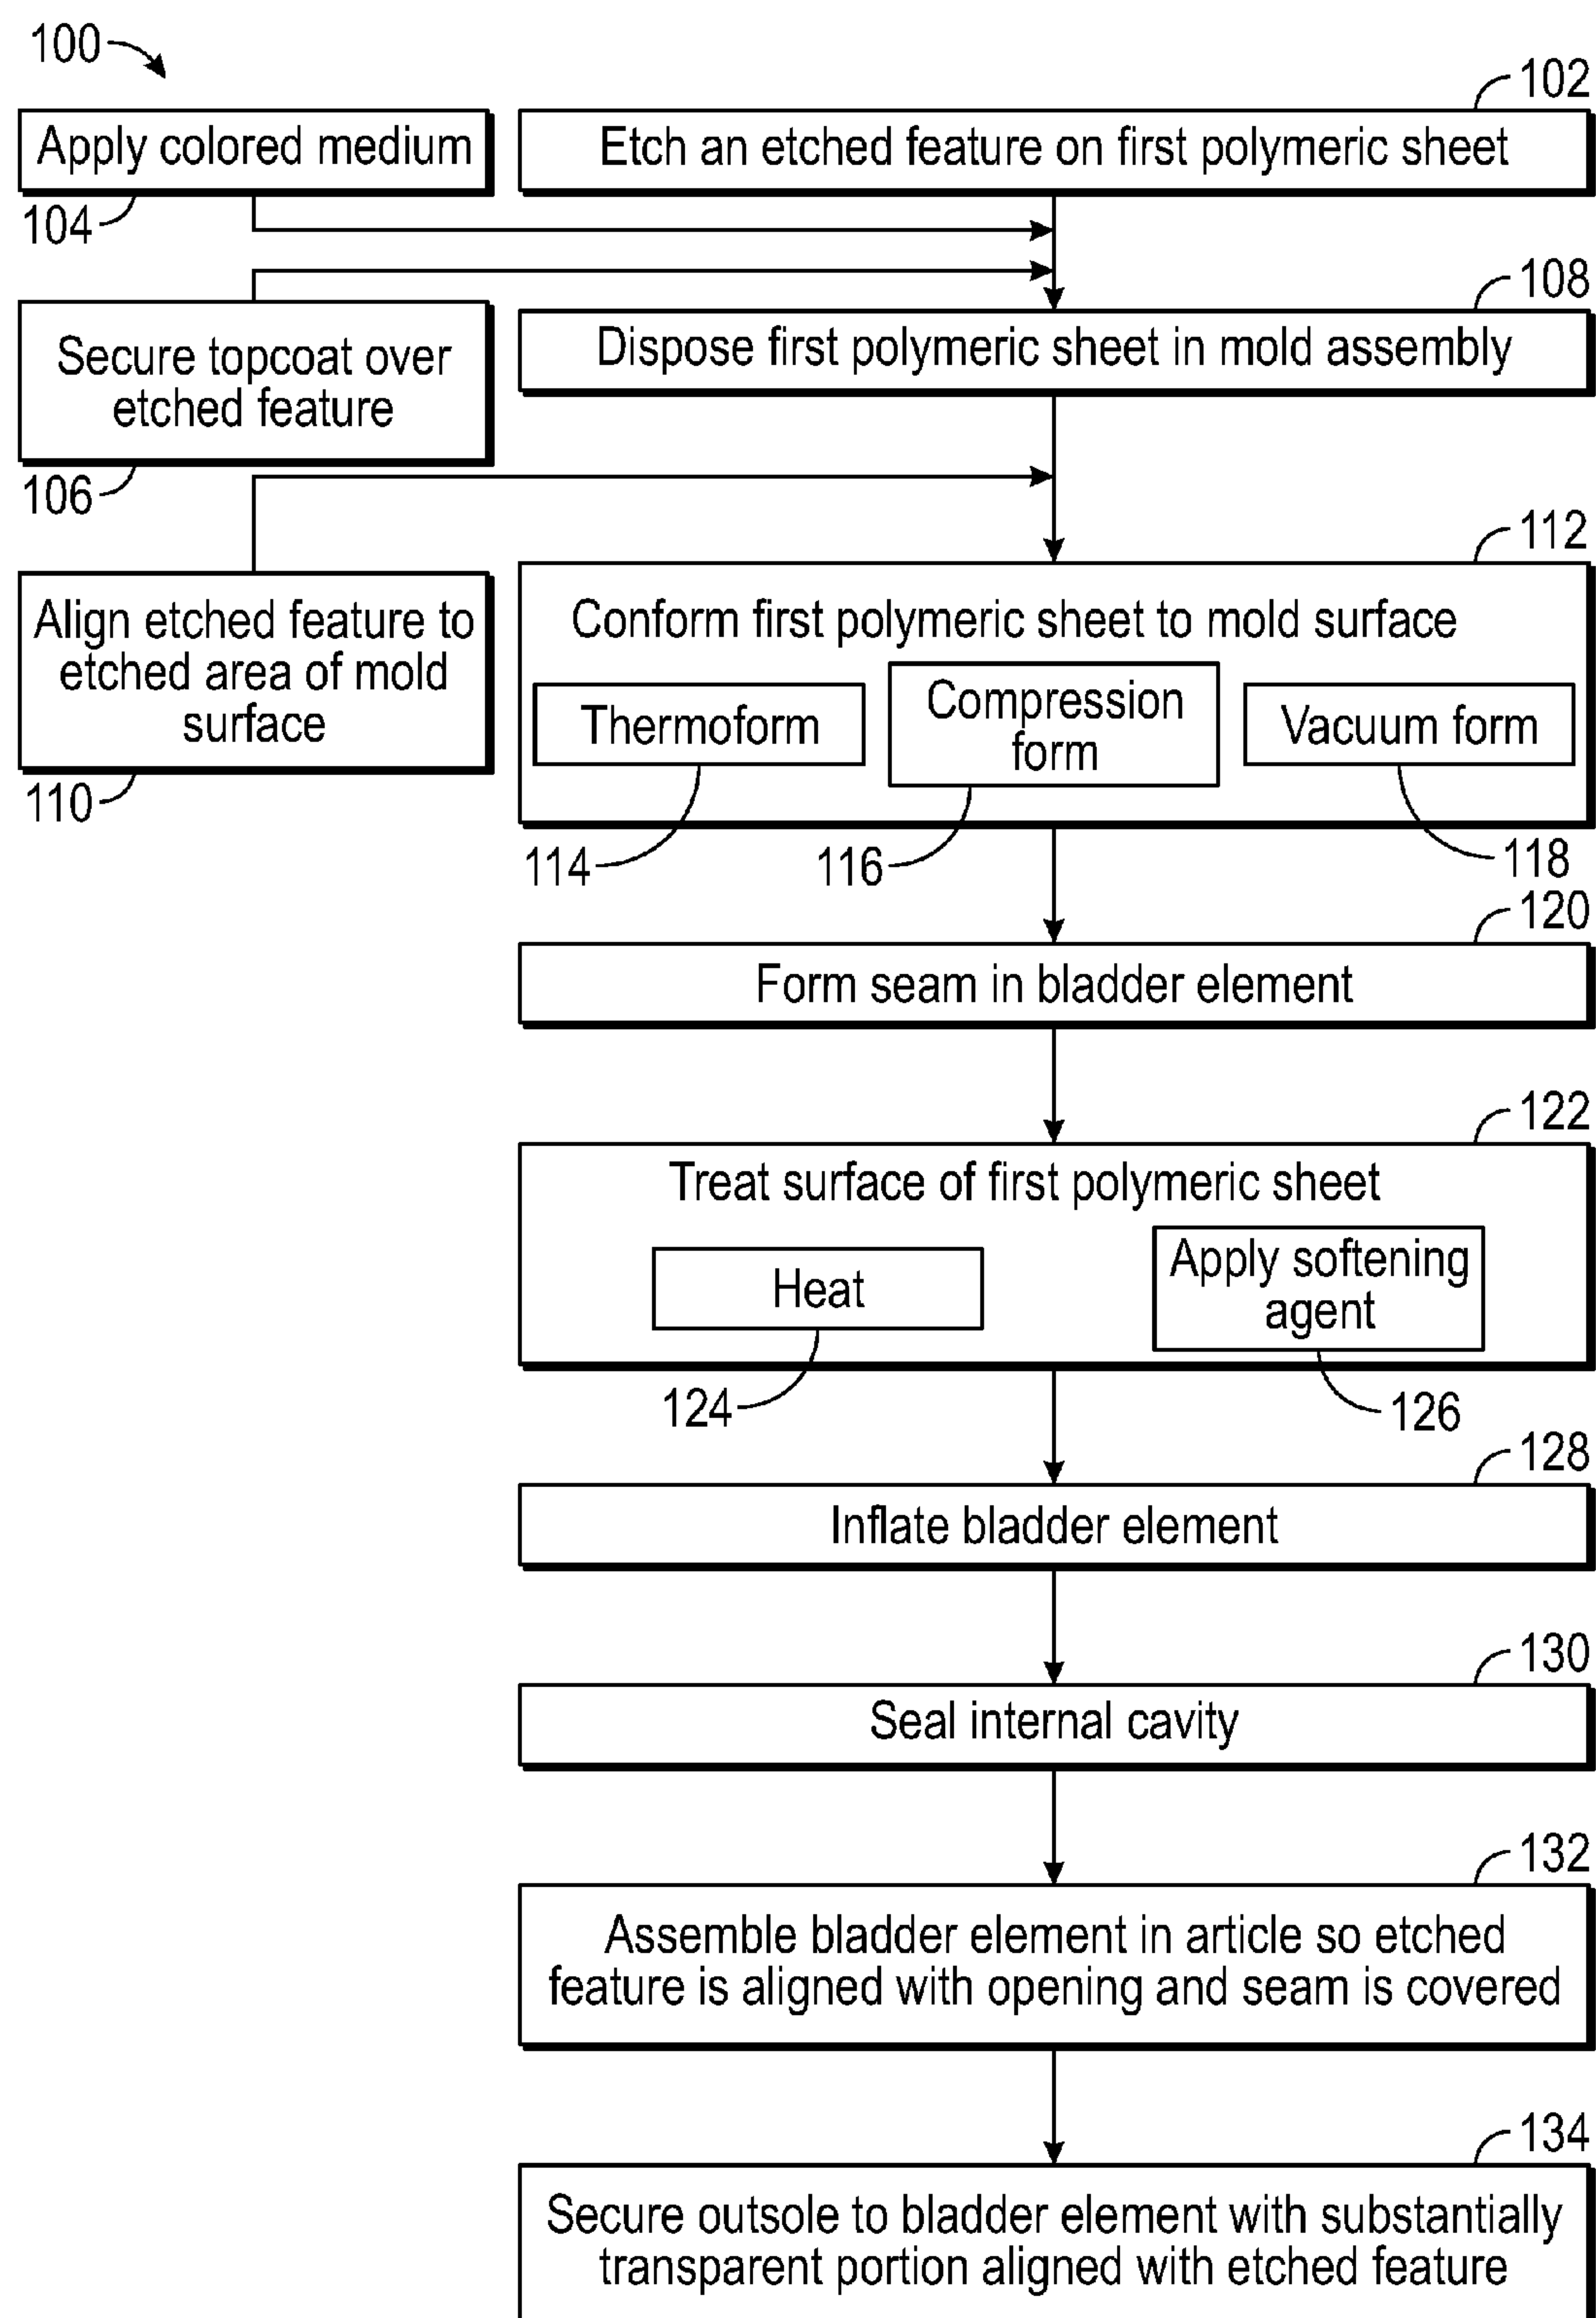 100
102
Apply colored medium
Etch an etched feature on first polymeric sheet
104
108
Secure topcoat over
etched feature
Dispose first polymeric sheet in mold assembly
106
112
Align etched feature to
etched area of mold
surface
110
Conform first polymeric sheet to mold surface
Thermoform
Compression
form
Vacuum form
114
116
118
120
Form seam in bladder element
122
Treat surface of first polymeric sheet
Heat
Apply softening
agent
124
126
128
Inflate bladder element
130
Seal internal cavity
132
Assemble bladder element in article so etched
feature is aligned with opening and seam is covered
134
Secure outsole to bladder element with substantially
transparent portion aligned with etched feature